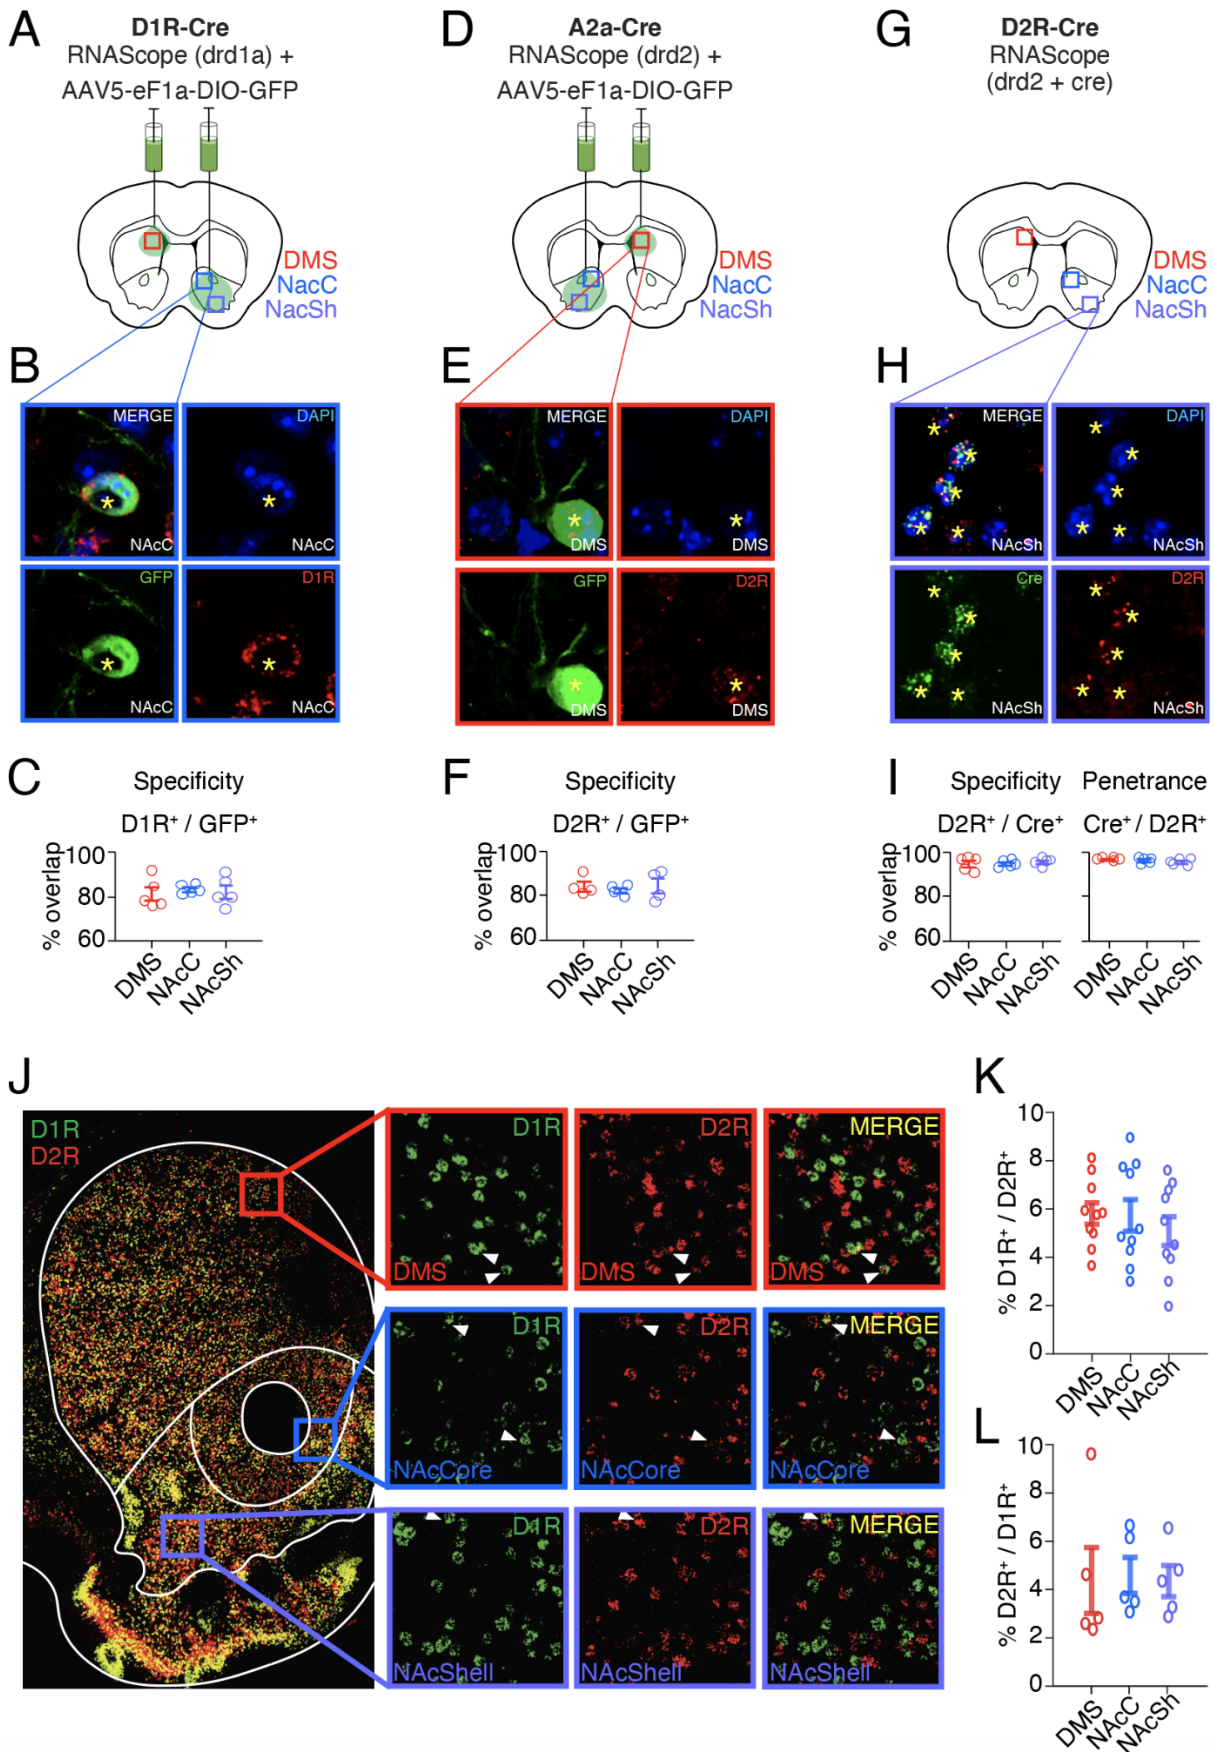 A
D1R-Cre
RNAScope (drd1a) +
AAV5-eF1a-DIO-GFP
DMS
NacC
NacSh
D
A2a-Cre
RNAScope (drd2) +
AAV5-eF1a-DIO-GFP
DMS
NacC
NacSh
G
D2R-Cre
RNAScope
(drd2 + cre)
DMS
NacC
NacSh
B
MERGE
NAcC
DAPI
NAcC
GFP
NAcC
D1R
NAcC
E
MERGE
DMS
DAPI
DMS
GFP
DMS
D2R
DMS
H
MERGE
NAcSh
DAPI
NAcSh
Cre
NAcSh
D2R
NAcSh
C
Specificity
D1R⁺ / GFP⁺
% overlap
100
80
60
DMS
NAcC
NAcSh
F
Specificity
D2R⁺ / GFP⁺
% overlap
100
80
60
DMS
NAcC
NAcSh
I
Specificity
D2R⁺ / Cre⁺
% overlap
100
80
60
DMS
NAcC
NAcSh
Penetrance
Cre⁺ / D2R⁺
DMS
NAcC
NAcSh
J
D1R
D2R
D1R
DMS
D2R
DMS
MERGE
DMS
D1R
NAcCore
D2R
NAcCore
MERGE
NAcCore
D1R
NAcShell
D2R
NAcShell
MERGE
NAcShell
K
% D1R⁺ / D2R⁺
10
8
6
4
2
0
DMS
NAcC
NAcSh
L
% D2R⁺ / D1R⁺
10
8
6
4
2
0
DMS
NAcC
NAcSh